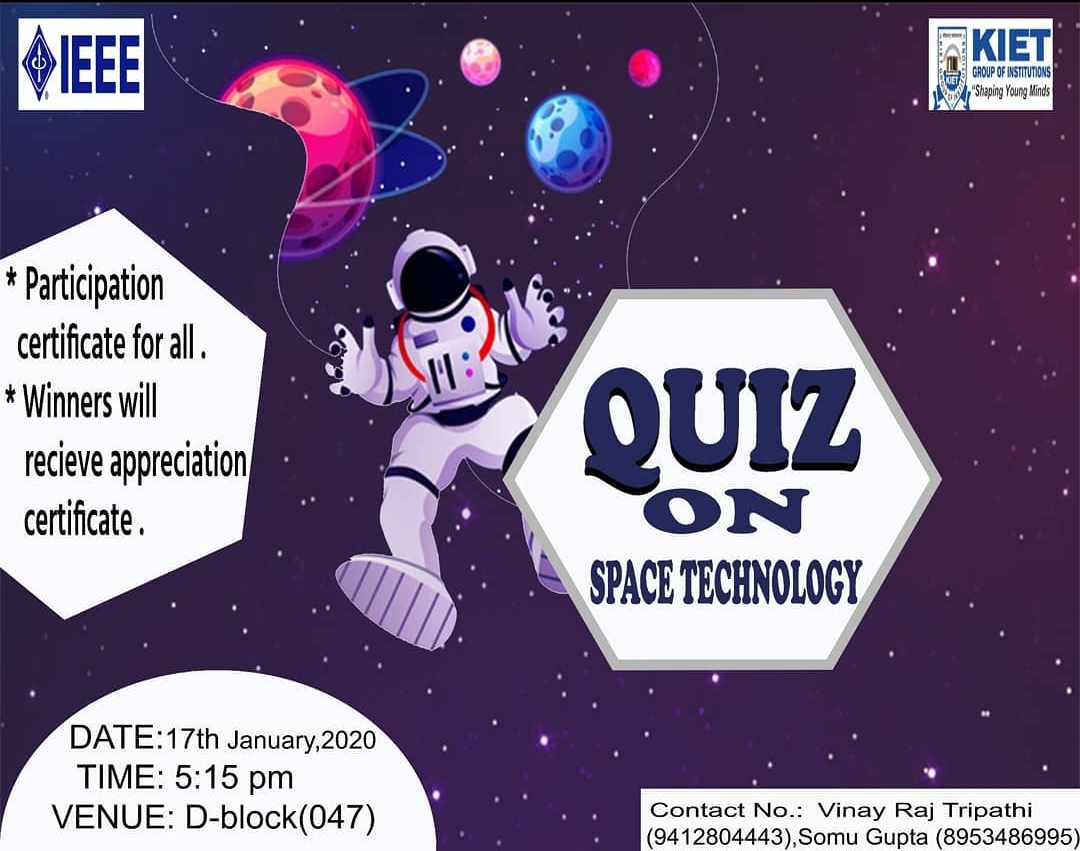 IEEE
KIET
GROUP OF INSTITUTIONS
"Shaping Young Minds
* Participation
certificate for all .
* Winners will
recieve appreciation
certificate .
QUIZ
ON
SPACE TECHNOLOGY
DATE:17th January,2020
TIME: 5:15 pm
VENUE: D-block(047)
Contact No.: Vinay Raj Tripathi
(9412804443),Somu Gupta (8953486995)